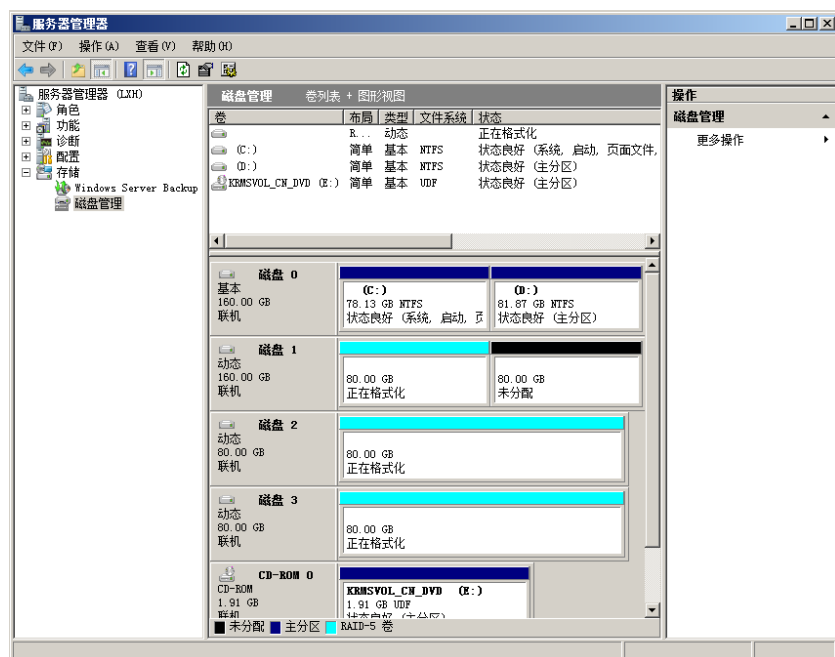 服务器管理器
文件(F) 操作(A) 查看(V) 帮助(H)
服务器管理器 (LXH)
角色
功能
诊断
配置
存储
Windows Server Backup
磁盘管理
磁盘管理 卷列表 + 图形视图
卷 布局 类型 文件系统 状态
R... 动态 正在格式化
(C:) 简单 基本 NTFS 状态良好 (系统, 启动, 页面文件,
(D:) 简单 基本 NTFS 状态良好 (主分区)
KRMSVOL_CN_DVD (E:) 简单 基本 UDF 状态良好 (主分区)
磁盘 0
基本
160.00 GB
联机
(C:)
78.13 GB NTFS
状态良好 (系统, 启动, 页
(D:)
81.87 GB NTFS
状态良好 (主分区)
磁盘 1
动态
160.00 GB
联机
80.00 GB
正在格式化
80.00 GB
未分配
磁盘 2
动态
80.00 GB
联机
80.00 GB
正在格式化
磁盘 3
动态
80.00 GB
联机
80.00 GB
正在格式化
CD-ROM 0
CD-ROM
1.91 GB
联机
KRMSVOL_CN_DVD (E:)
1.91 GB UDF
状态良好 (主分区)
未分配 主分区 RAID-5 卷
操作
磁盘管理
更多操作